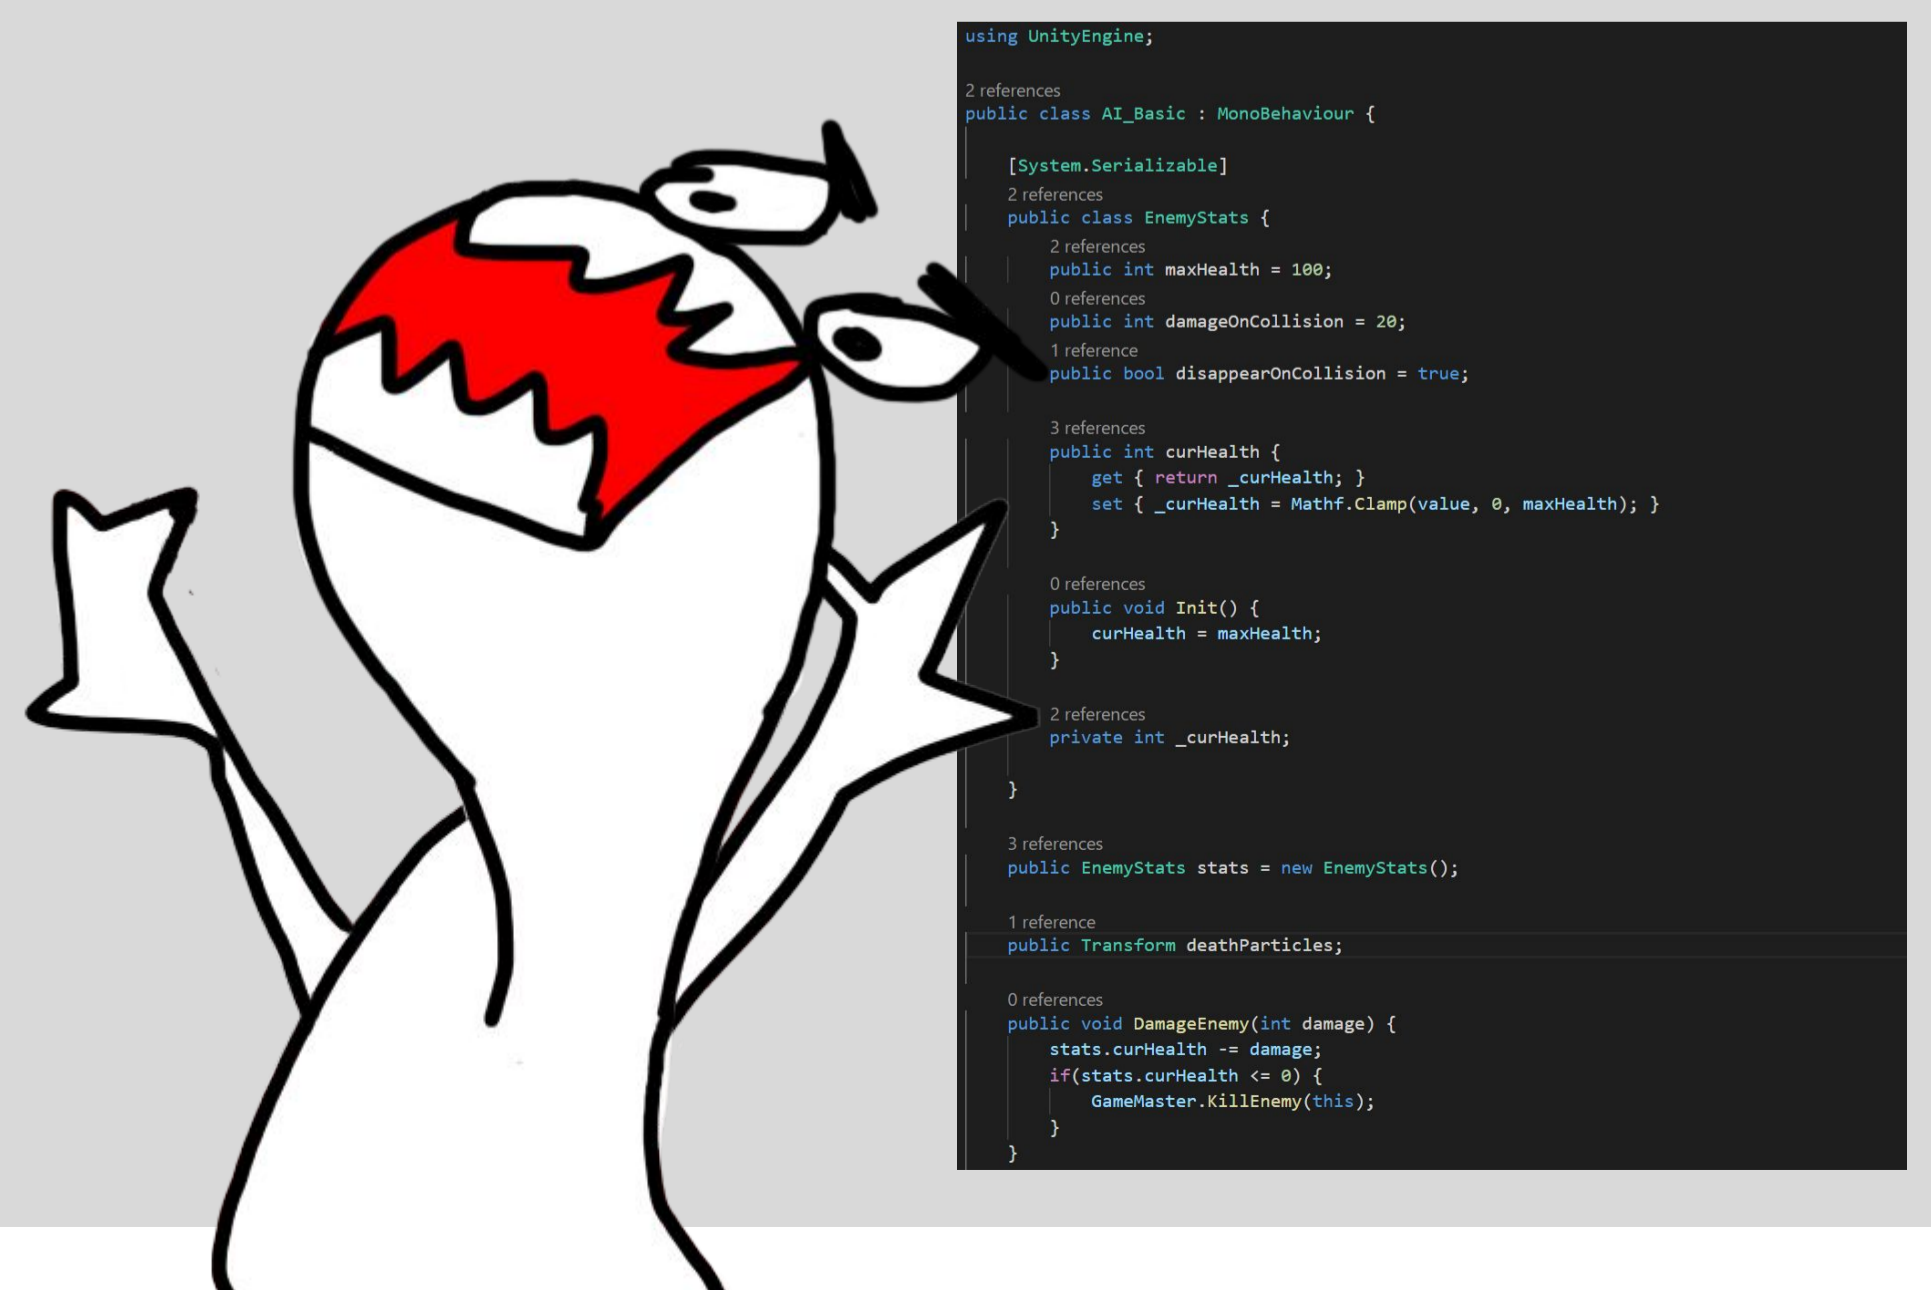 using UnityEngine;
2 references
public class AI_Basic : MonoBehaviour {
[System.Serializable]
2 references
public class EnemyStats {
2 references
public int maxHealth = 100;
0 references
public int damageOnCollision = 20;
1 reference
public bool disappearOnCollision = true;
3 references
public int curHealth {
get { return _curHealth; }
set { _curHealth = Mathf.Clamp(value, 0, maxHealth); }
}
0 references
public void Init() {
curHealth = maxHealth;
}
2 references
private int _curHealth;
}
3 references
public EnemyStats stats = new EnemyStats();
1 reference
public Transform deathParticles;
0 references
public void DamageEnemy(int damage) {
stats.curHealth -= damage;
if(stats.curHealth <= 0) {
GameMaster.KillEnemy(this);
}
}